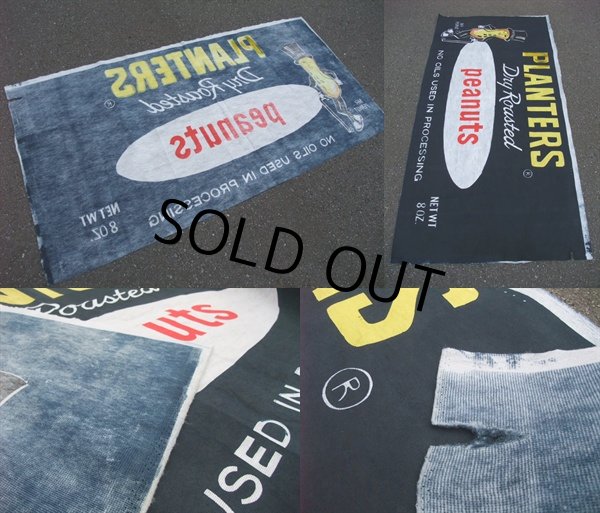 PLANTERS
Dry Roasted
®
peanuts
NO OILS USED IN PROCESSING
NET WT
8 OZ.
PLANTERS
Dry Roasted
®
peanuts
NO OILS USED IN PROCESSING
NET WT
8 OZ.
SOLD OUT
Roasted
uts
USED IN
S
®